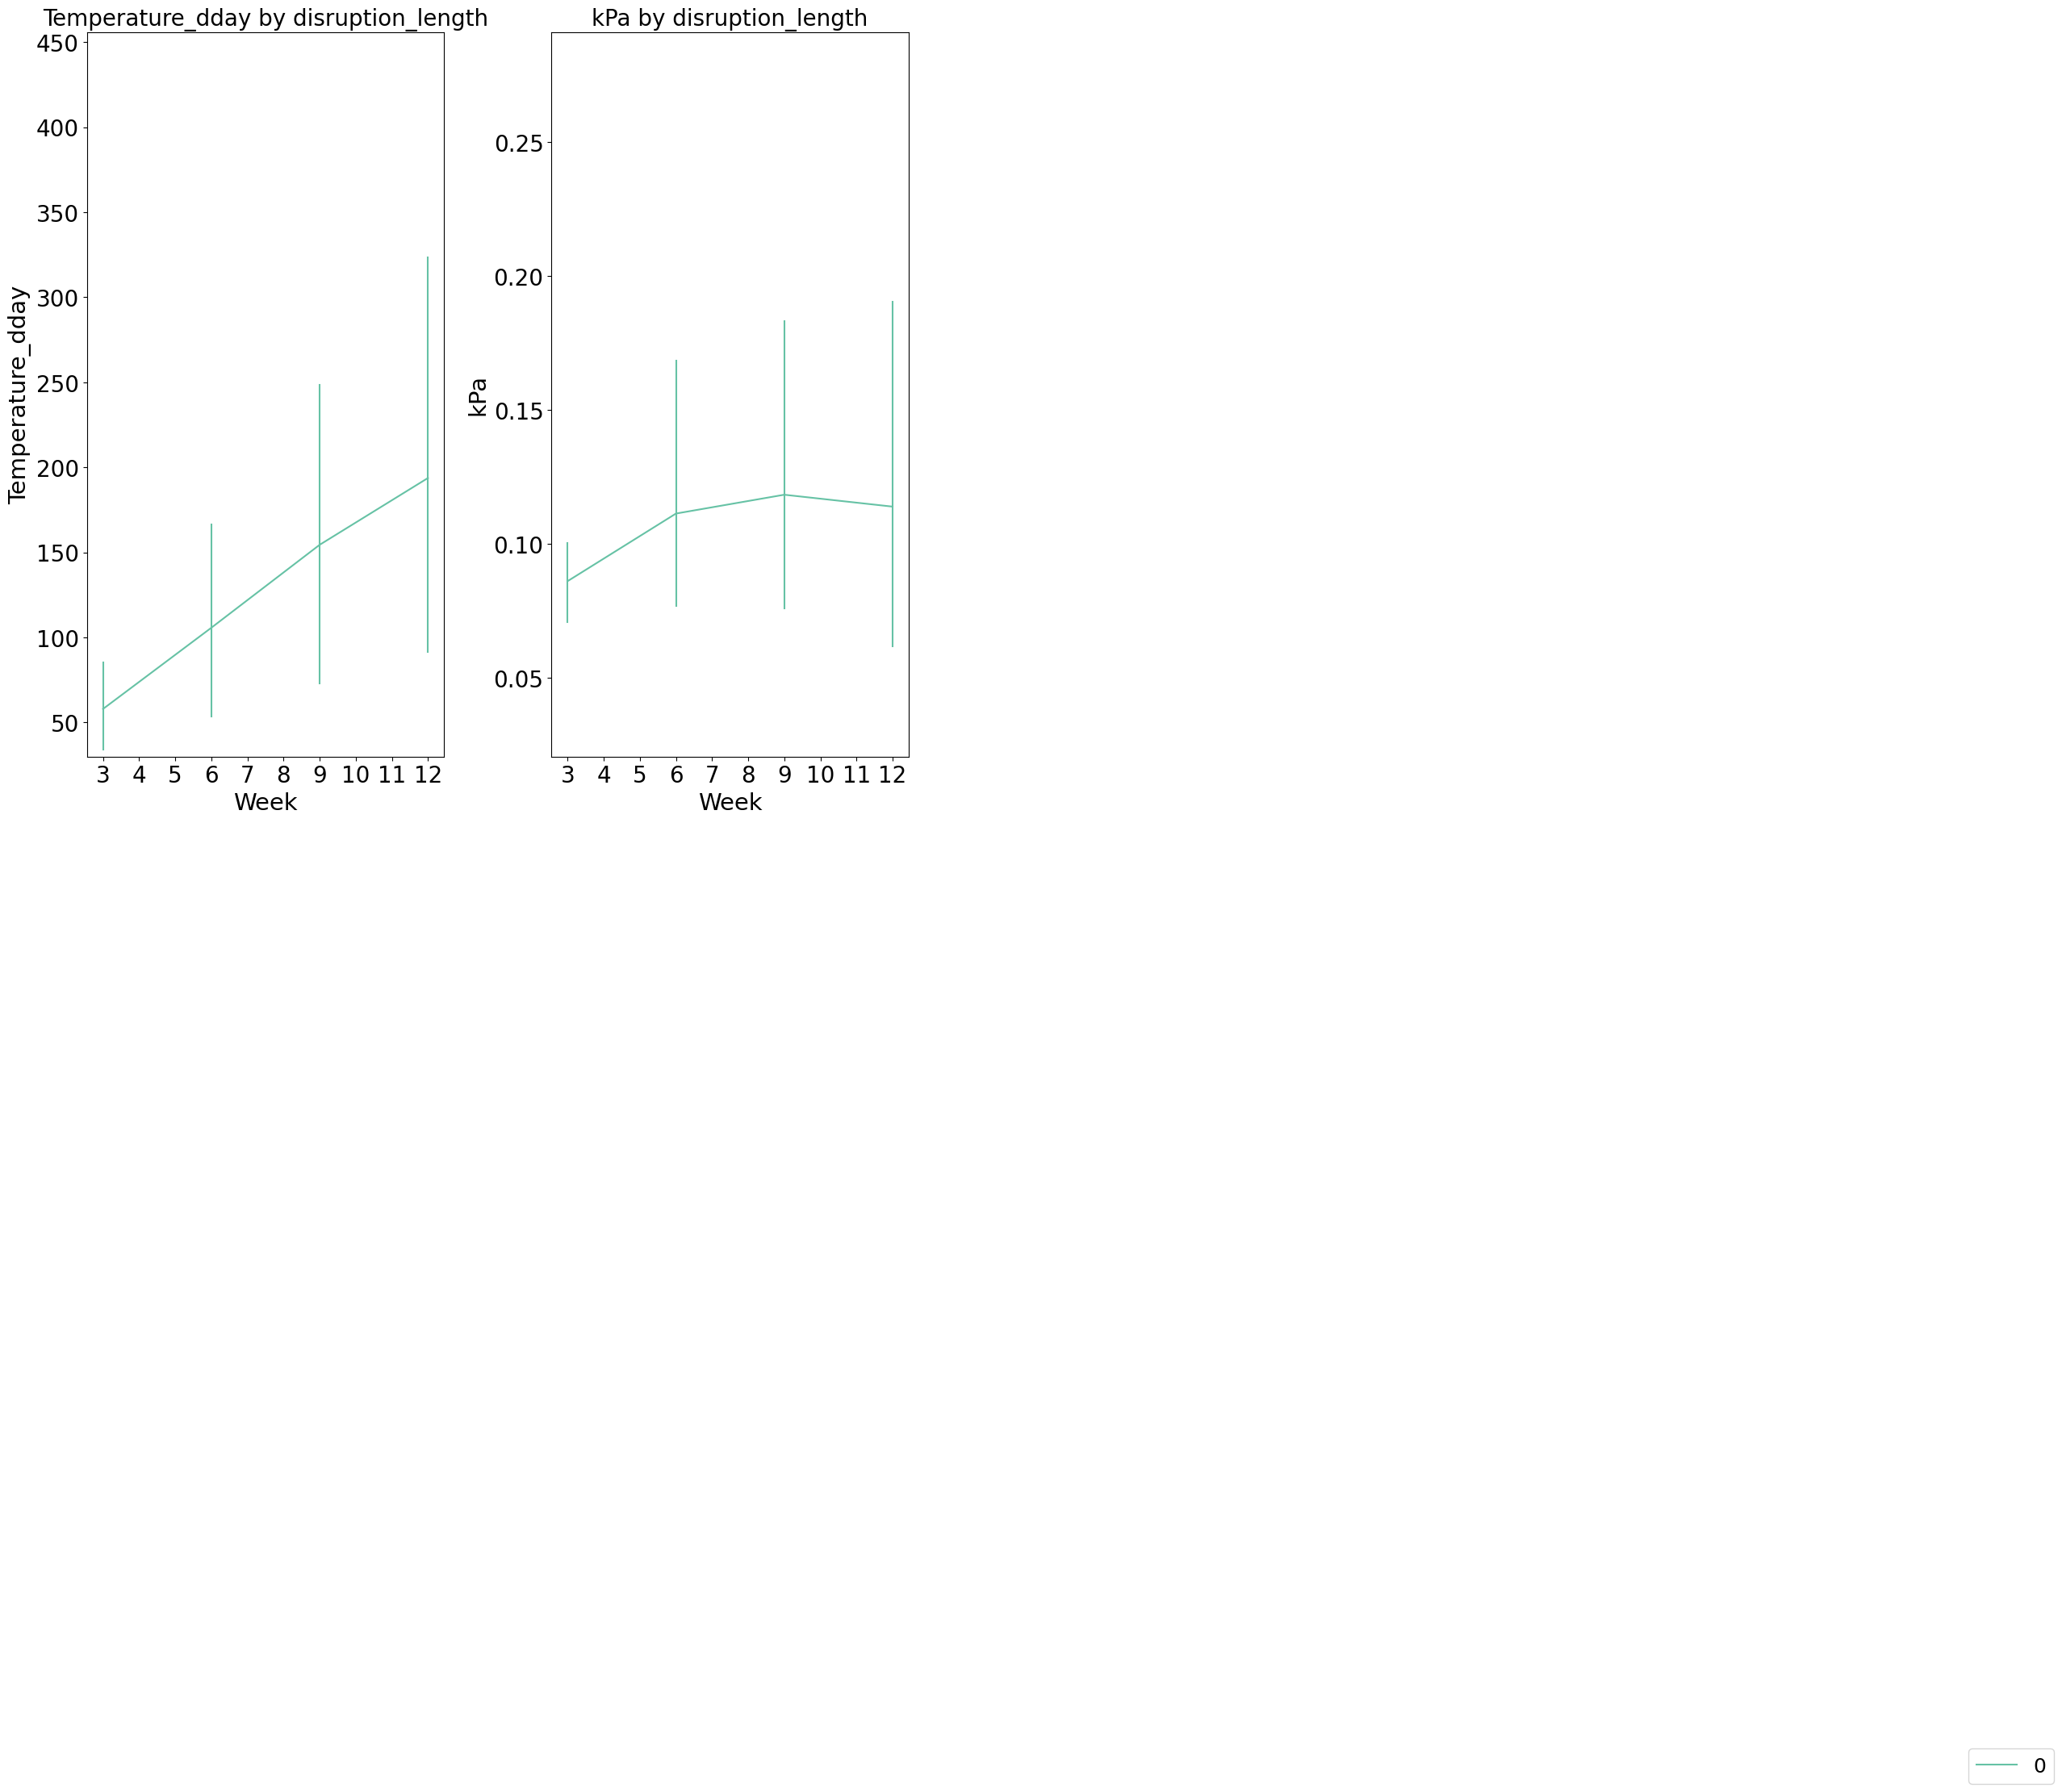 Temperature_dday by disruption_length
450
400
350
300
250
200
150
100
50
Temperature_dday
3 4 5 6 7 8 9 10 11 12
Week
kPa by disruption_length
0.25
0.20
0.15
0.10
0.05
kPa
3 4 5 6 7 8 9 10 11 12
Week
0